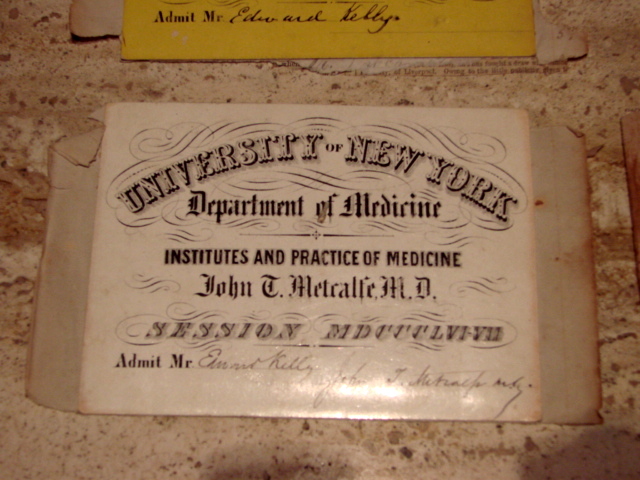 Admit Mr. Edward Kelly
UNIVERSITY OF NEW YORK
Department of Medicine
INSTITUTES AND PRACTICE OF MEDICINE
John T. Metcalfe, M.D.
SESSION MDCCCLVI-VII
Admit Mr. Kelly
John T. Metcalfe M.D.